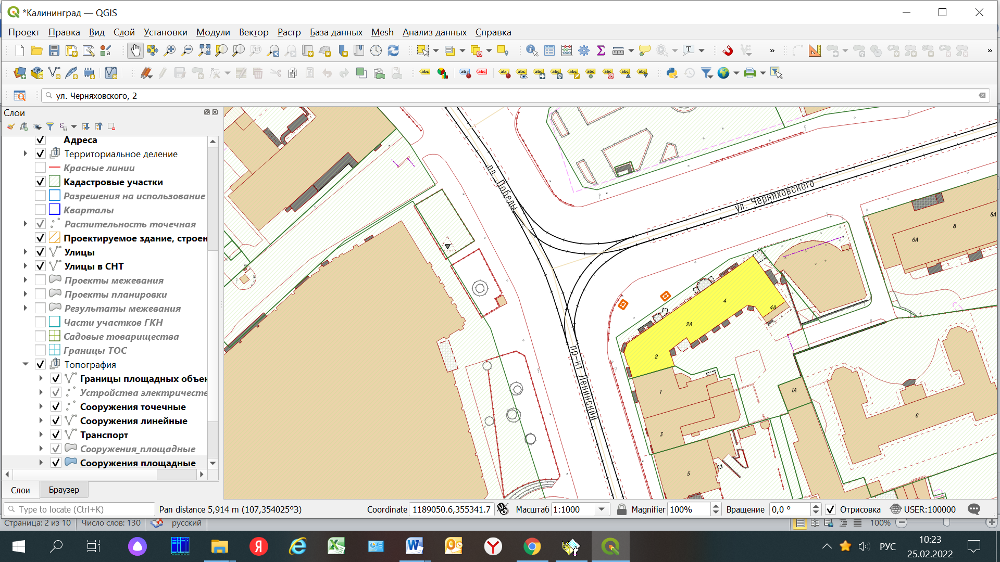 *Калининград — QGIS
Проект Правка Вид Слой Установки Модули Вектор Растр База данных Mesh Анализ данных Справка
ул. Черняховского, 2
Слои
Адреса
Территориальное деление
Красные линии
Кадастровые участки
Разрешения на использование
Кварталы
Растительность точечная
Проектируемое здание, строен
Улицы
Улицы в СНТ
Проекты межевания
Проекты планировки
Результаты межевания
Части участков ГКН
Садовые товарищества
Границы ТОС
Топография
Границы площадных объек
Устройства электричестве
Сооружения точечные
Сооружения линейные
Транспорт
Сооружения_площадные
Сооружения площадные
Слои Браузер
пл. Победы
ул. Черняховского
пр-кт Ленинский
8А
8
6А
4
4А
2А
2
1
1А
3
6
5
Type to locate (Ctrl+K) Pan distance 5,914 m (107,354025°3) Coordinate 1189050.6,355341.7 Масштаб 1:1000 Magnifier 100% Вращение 0,0 ° Отрисовка USER:100000
Страница: 2 из 10 Число слов: 130 русский 100%
РУС
10:23
25.02.2022